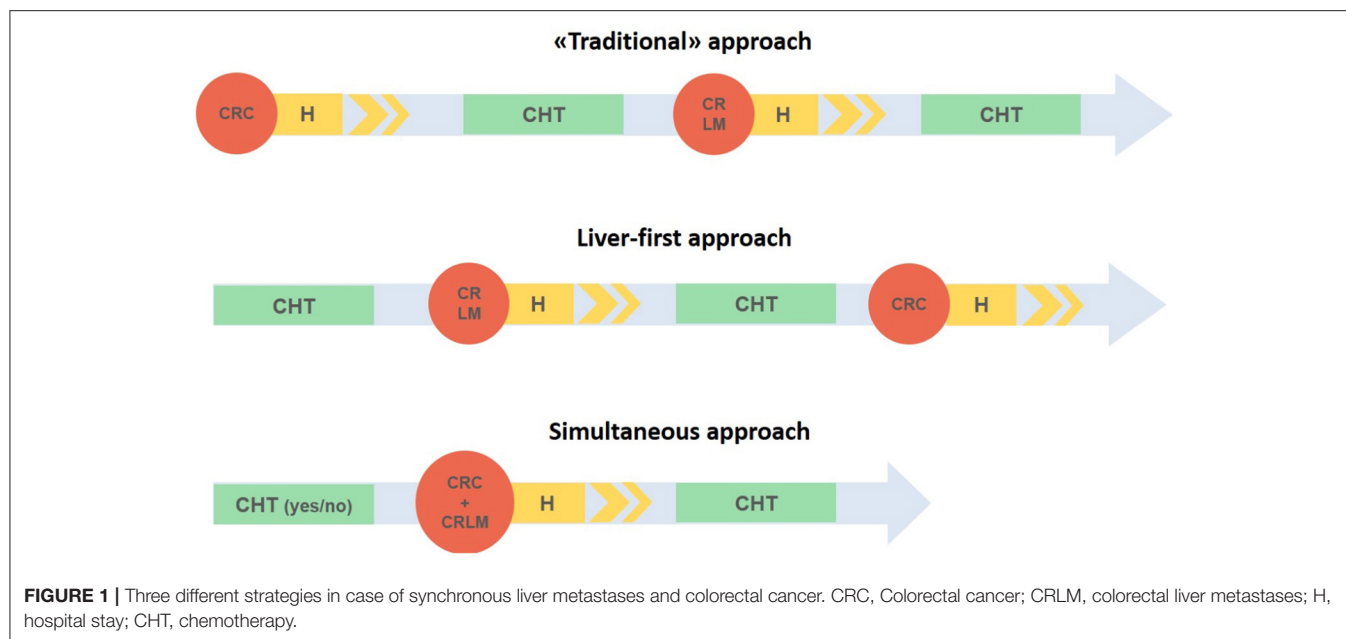 «Traditional» approach
CRC H CR LM H CHT CHT
Liver-first approach
CHT CR LM H CHT CRC H
Simultaneous approach
CHT (yes/no) CRC + CRLM H CHT
FIGURE 1 | Three different strategies in case of synchronous liver metastases and colorectal cancer. CRC, Colorectal cancer; CRLM, colorectal liver metastases; H,
hospital stay; CHT, chemotherapy.